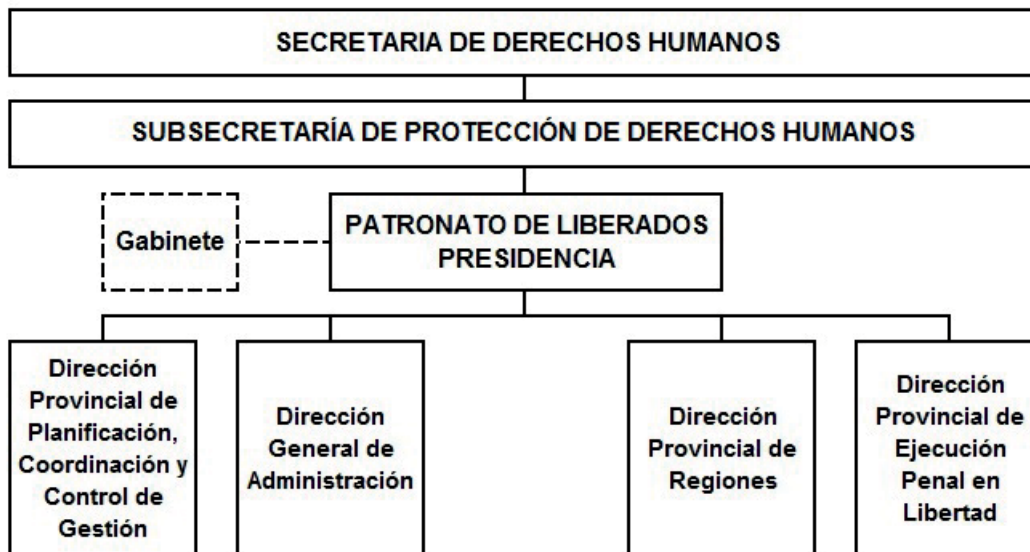 SECRETARIA DE DERECHOS HUMANOS
SUBSECRETARÍA DE PROTECCIÓN DE DERECHOS HUMANOS
Gabinete
PATRONATO DE LIBERADOS
PRESIDENCIA
Dirección
Provincial de
Planificación,
Coordinación y
Control de
Gestión
Dirección
General de
Administración
Dirección
Provincial de
Regiones
Dirección
Provincial de
Ejecución
Penal en
Libertad